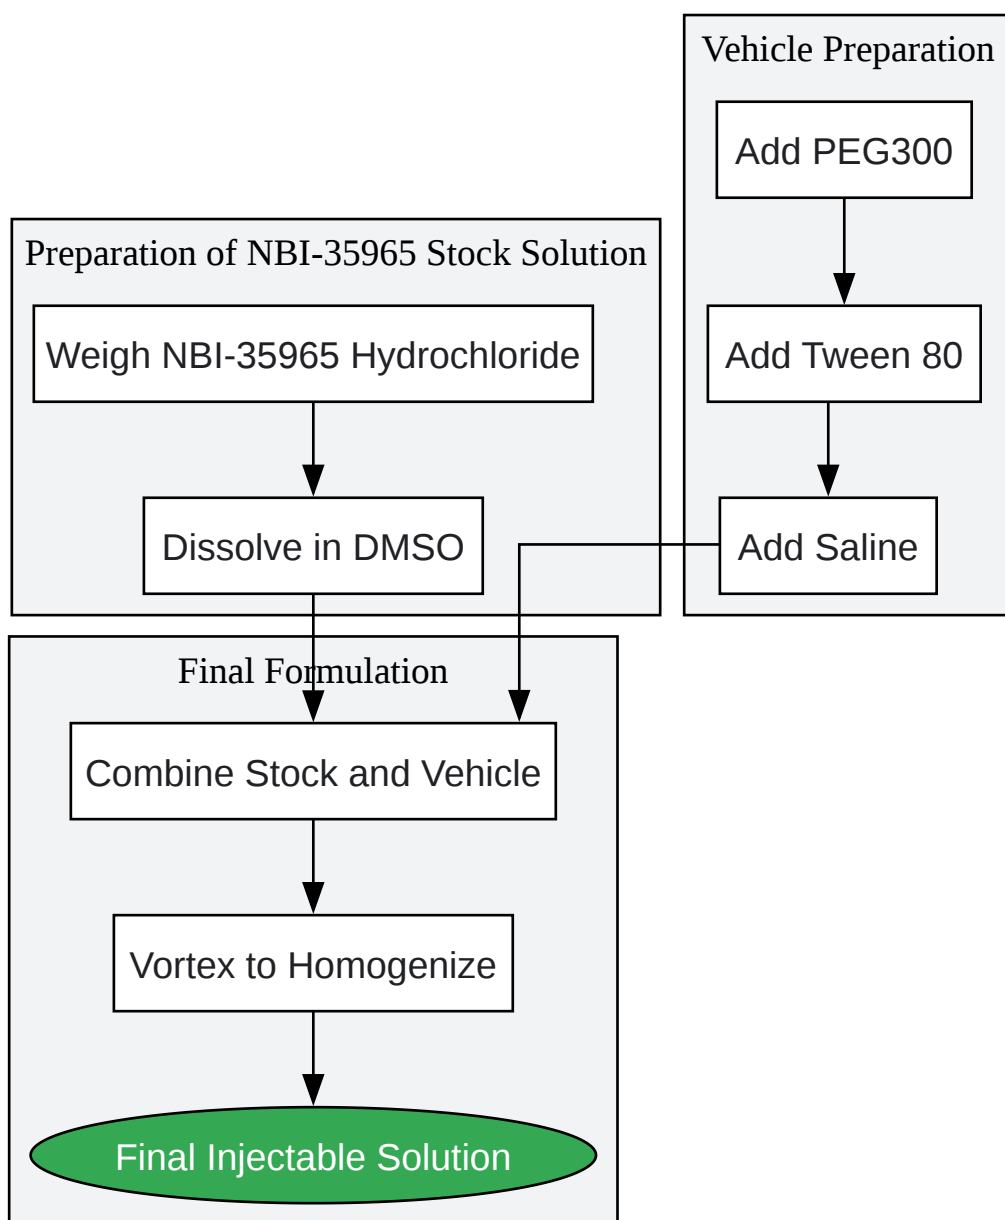 Vehicle Preparation
Add PEG300
Add Tween 80
Add Saline
Preparation of NBI-35965 Stock Solution
Weigh NBI-35965 Hydrochloride
Dissolve in DMSO
Final Formulation
Combine Stock and Vehicle
Vortex to Homogenize
Final Injectable Solution